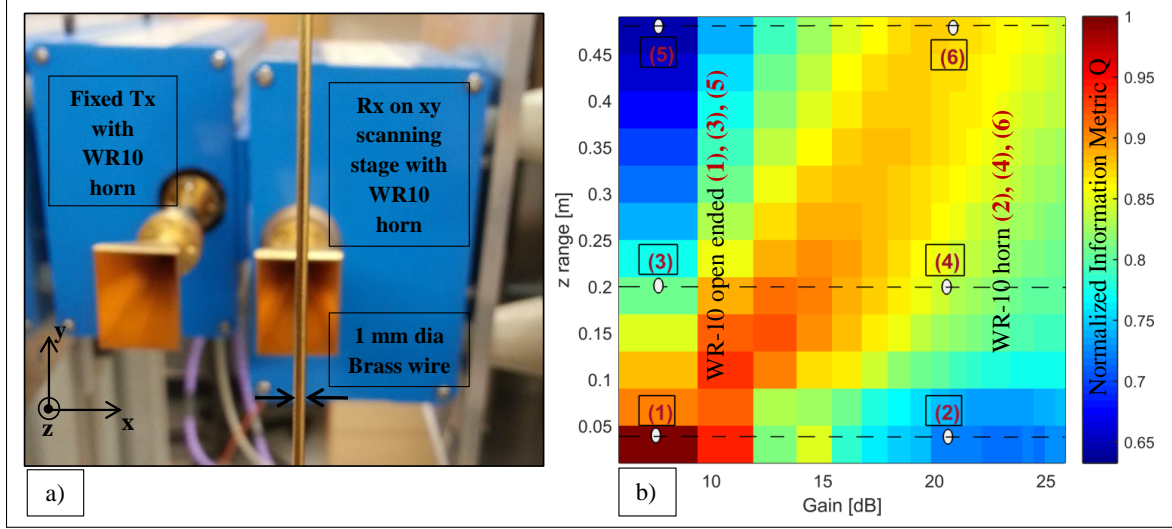 Fixed Tx
with
WR10
horn
Rx on xy
scanning
stage with
WR10
horn
1 mm dia
Brass wire
y
z
x
a)
z range [m]
0.45
0.4
0.35
0.3
0.25
0.2
0.15
0.1
0.05
(5)
(6)
(3)
(4)
(1)
(2)
WR-10 open ended (1), (3), (5)
WR-10 horn (2), (4), (6)
10
15
20
25
Gain [dB]
b)
Normalized Information Metric Q
1
0.95
0.9
0.85
0.8
0.75
0.7
0.65